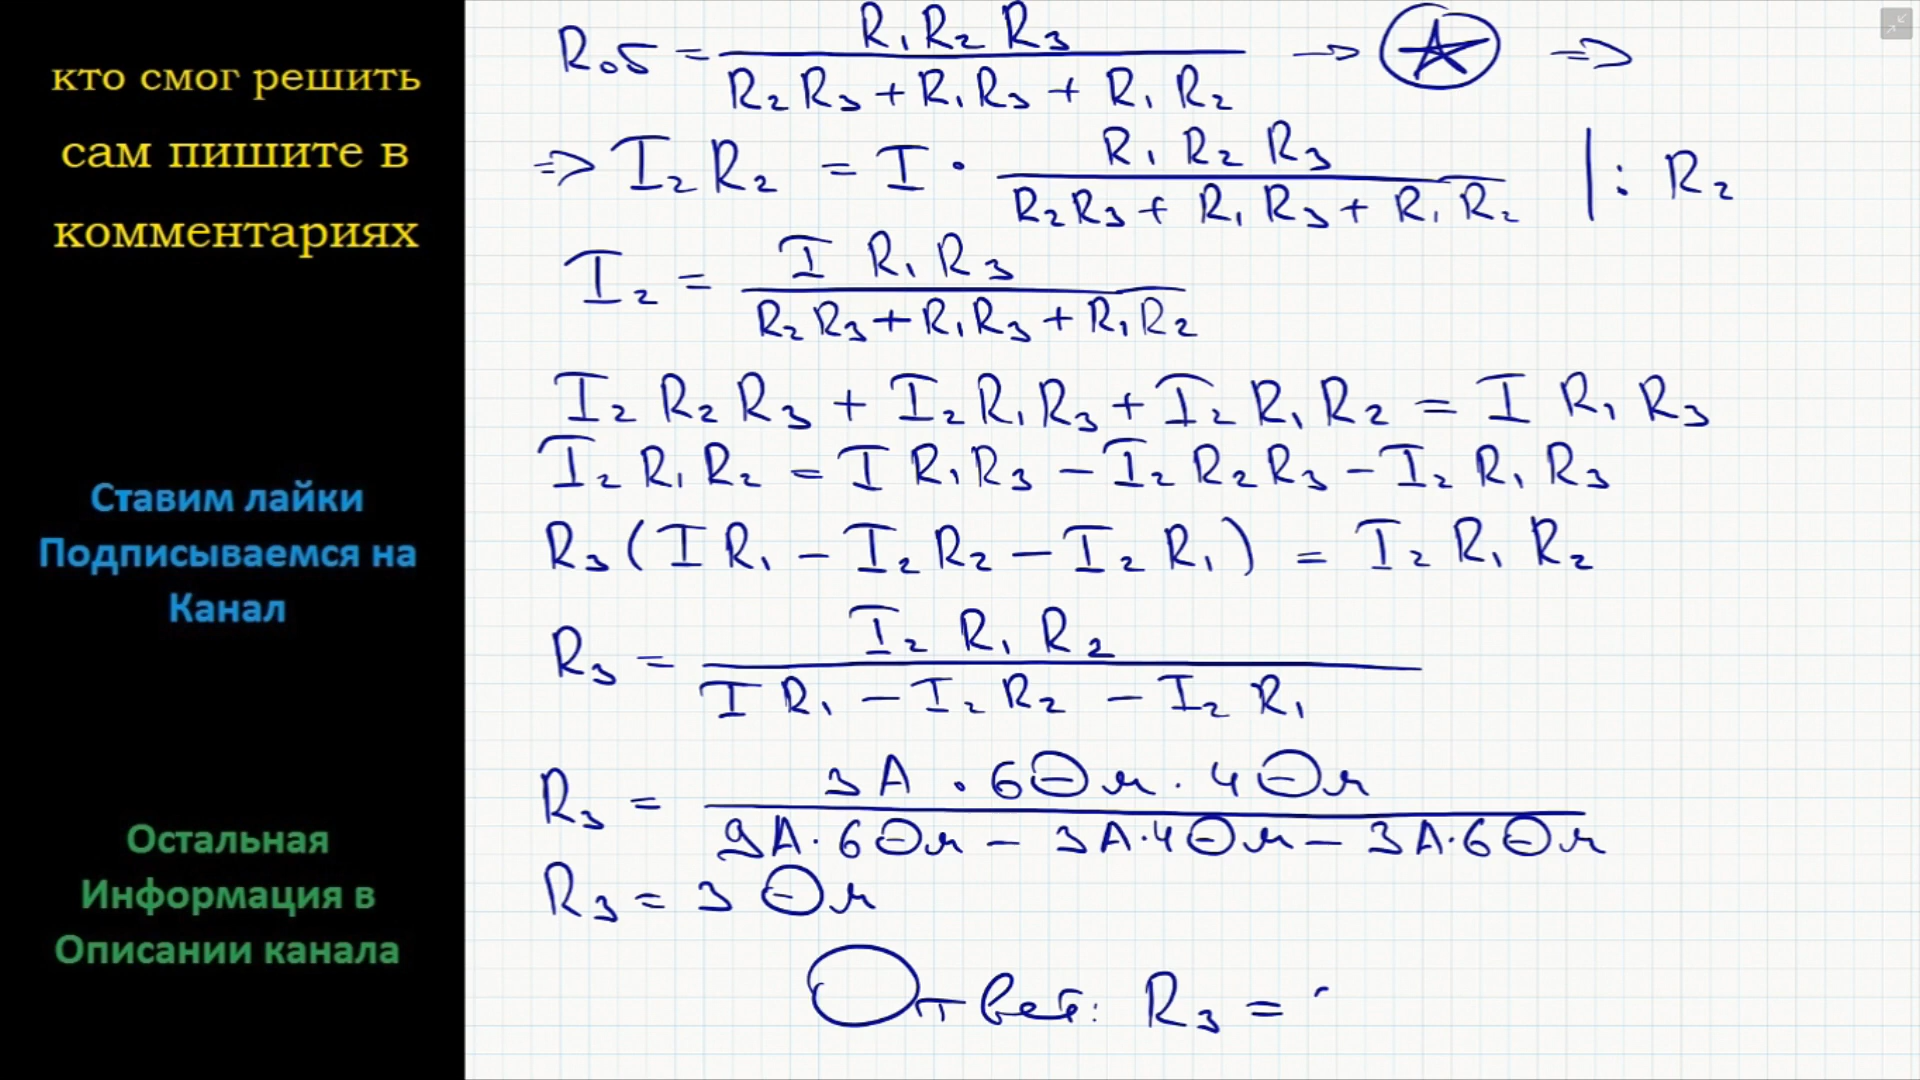 кто смог решить
сам пишите в
комментариях
Ставим лайки
Подписываемся на
Канал
Остальная
Информация в
Описании канала
Rоб = R₁R₂R₃ / (R₂R₃ + R₁R₃ + R₁R₂) → ☆ ⇒
⇒ I₂R₂ = I · R₁R₂R₃ / (R₂R₃ + R₁R₃ + R₁R₂) | : R₂
I₂ = I R₁R₃ / (R₂R₃ + R₁R₃ + R₁R₂)
I₂R₂R₃ + I₂R₁R₃ + I₂R₁R₂ = I R₁R₃
I₂R₁R₂ = I R₁R₃ − I₂R₂R₃ − I₂R₁R₃
R₃(I R₁ − I₂R₂ − I₂R₁) = I₂R₁R₂
R₃ = I₂R₁R₂ / (I R₁ − I₂R₂ − I₂R₁)
R₃ = 3А · 6Ом · 4Ом / (9А · 6Ом − 3А · 4Ом − 3А · 6Ом)
R₃ = 3 Ом
Ответ: R₃ =